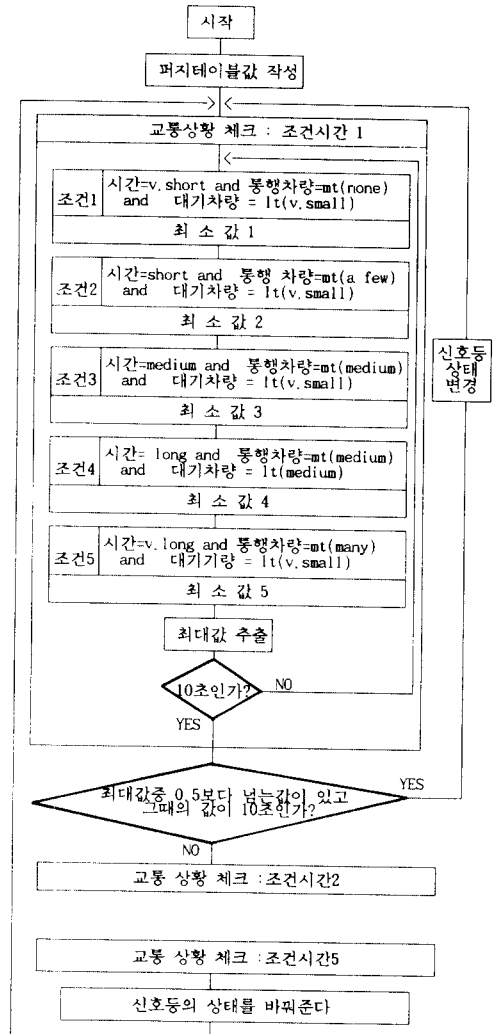 시작
퍼지테이블값 작성
교통상황 체크 : 조건시간 1
조건1
시간=v.short and 통행차량=mt(none)
and 대기차량 = lt(v.small)
최 소 값 1
조건2
시간=short and 통행 차량=mt(a few)
and 대기차량 = lt(v.small)
최 소 값 2
조건3
시간=medium and 통행차량=mt(medium)
and 대기차량 = lt(v.small)
최 소 값 3
조건4
시간= long and 통행차량=mt(medium)
and 대기차량 = lt(medium)
최 소 값 4
조건5
시간=v.long and 통행차량=mt(many)
and 대기기량 = lt(v.small)
최 소 값 5
최대값 추출
10초인가?
NO
YES
신호등
상태
변경
최대값중 0.5보다 넘는값이 있고
그때의 값이 10초인가?
YES
NO
교통 상황 체크 :조건시간2
교통 상황 체크 :조건시간5
신호등의 상태를 바꿔준다